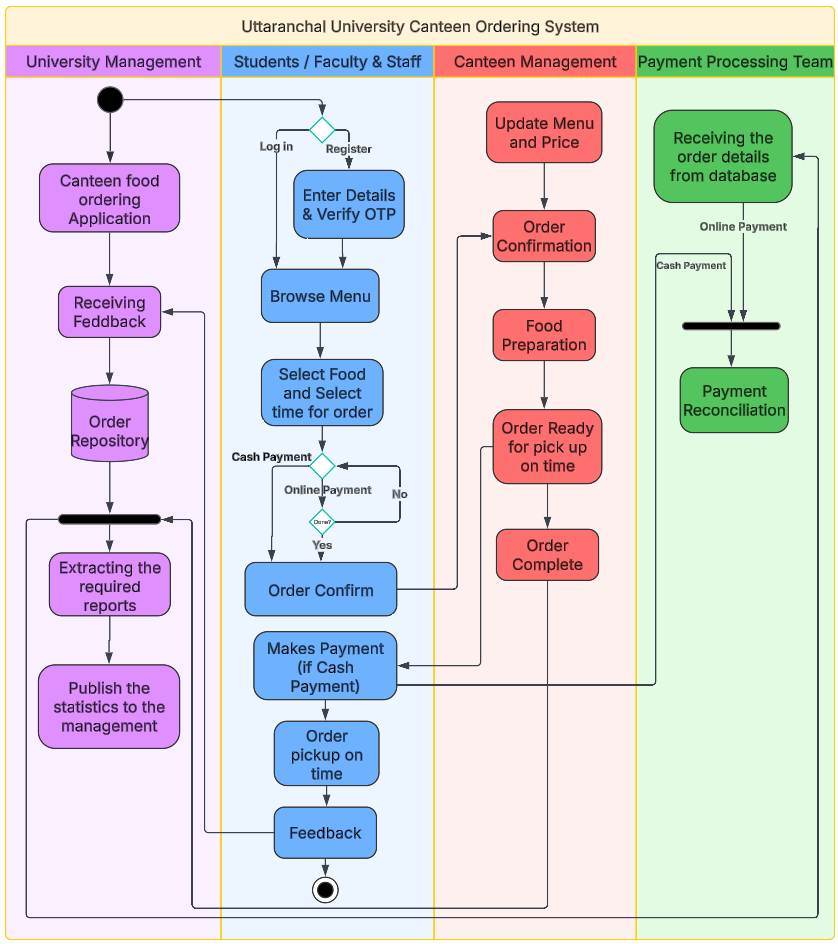 Uttaranchal University Canteen Ordering System
University Management
Students / Faculty & Staff
Canteen Management
Payment Processing Team
Canteen food
ordering
Application
Receiving
Feddback
Order
Repository
Extracting the
required
reports
Publish the
statistics to the
management
Log in
Register
Enter Details
& Verify OTP
Browse Menu
Select Food
and Select
time for order
Cash Payment
Online Payment
No
Done?
Yes
Order Confirm
Makes Payment
(if Cash
Payment)
Order
pickup on
time
Feedback
Update Menu
and Price
Order
Confirmation
Food
Preparation
Order Ready
for pick up
on time
Order
Complete
Receiving the
order details
from database
Online Payment
Cash Payment
Payment
Reconciliation